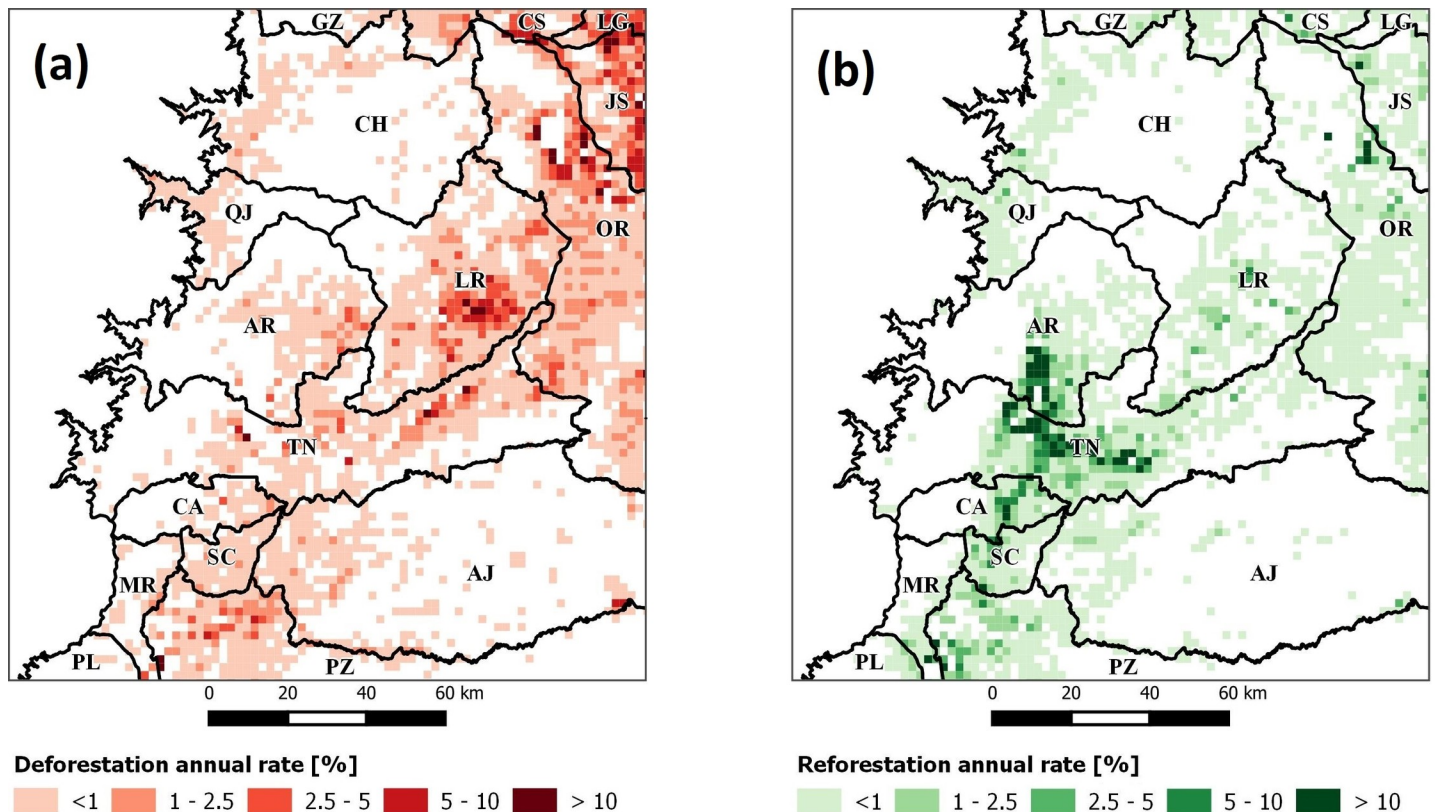 (a)
GZ
CS
LG
JS
CH
QJ
OR
LR
AR
TN
CA
SC
MR
AJ
PL
PZ
0 20 40 60 km
Deforestation annual rate [%]
<1 1 - 2.5 2.5 - 5 5 - 10 > 10
(b)
GZ
CS
LG
JS
CH
QJ
OR
LR
AR
TN
CA
SC
MR
AJ
PL
PZ
0 20 40 60 km
Reforestation annual rate [%]
<1 1 - 2.5 2.5 - 5 5 - 10 > 10